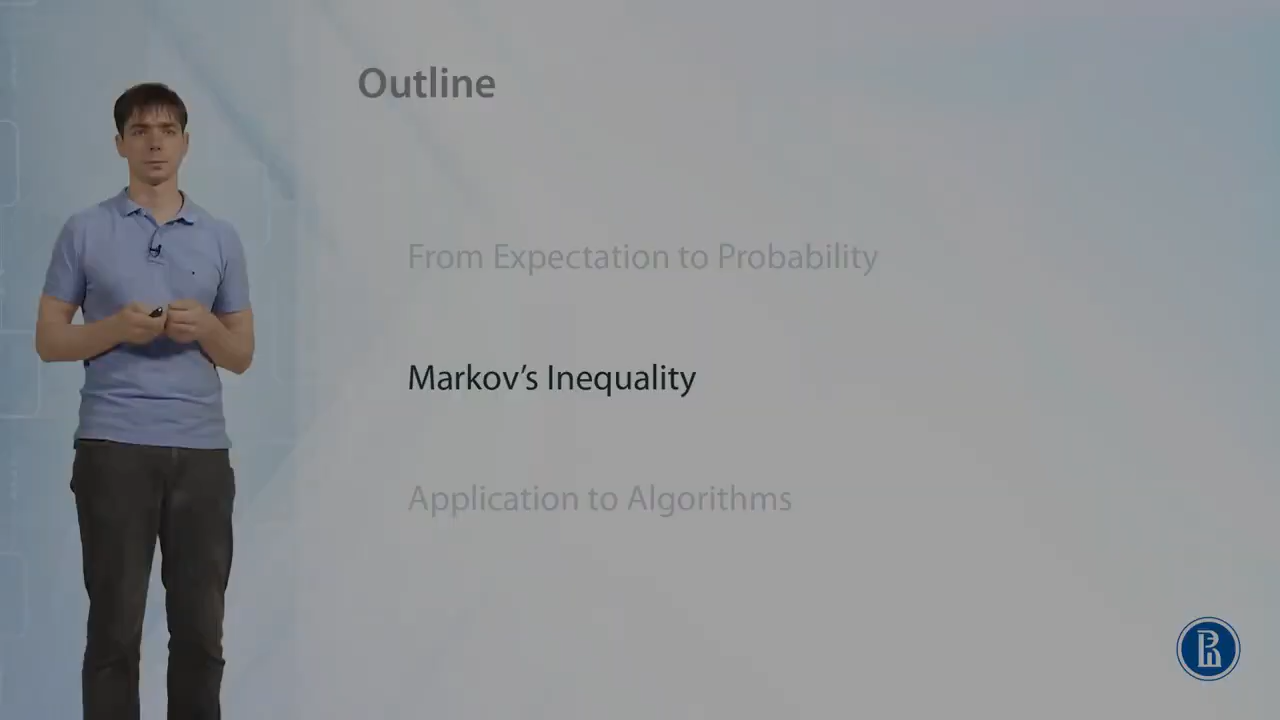 Outline
From Expectation to Probability
Markov's Inequality
Application to Algorithms